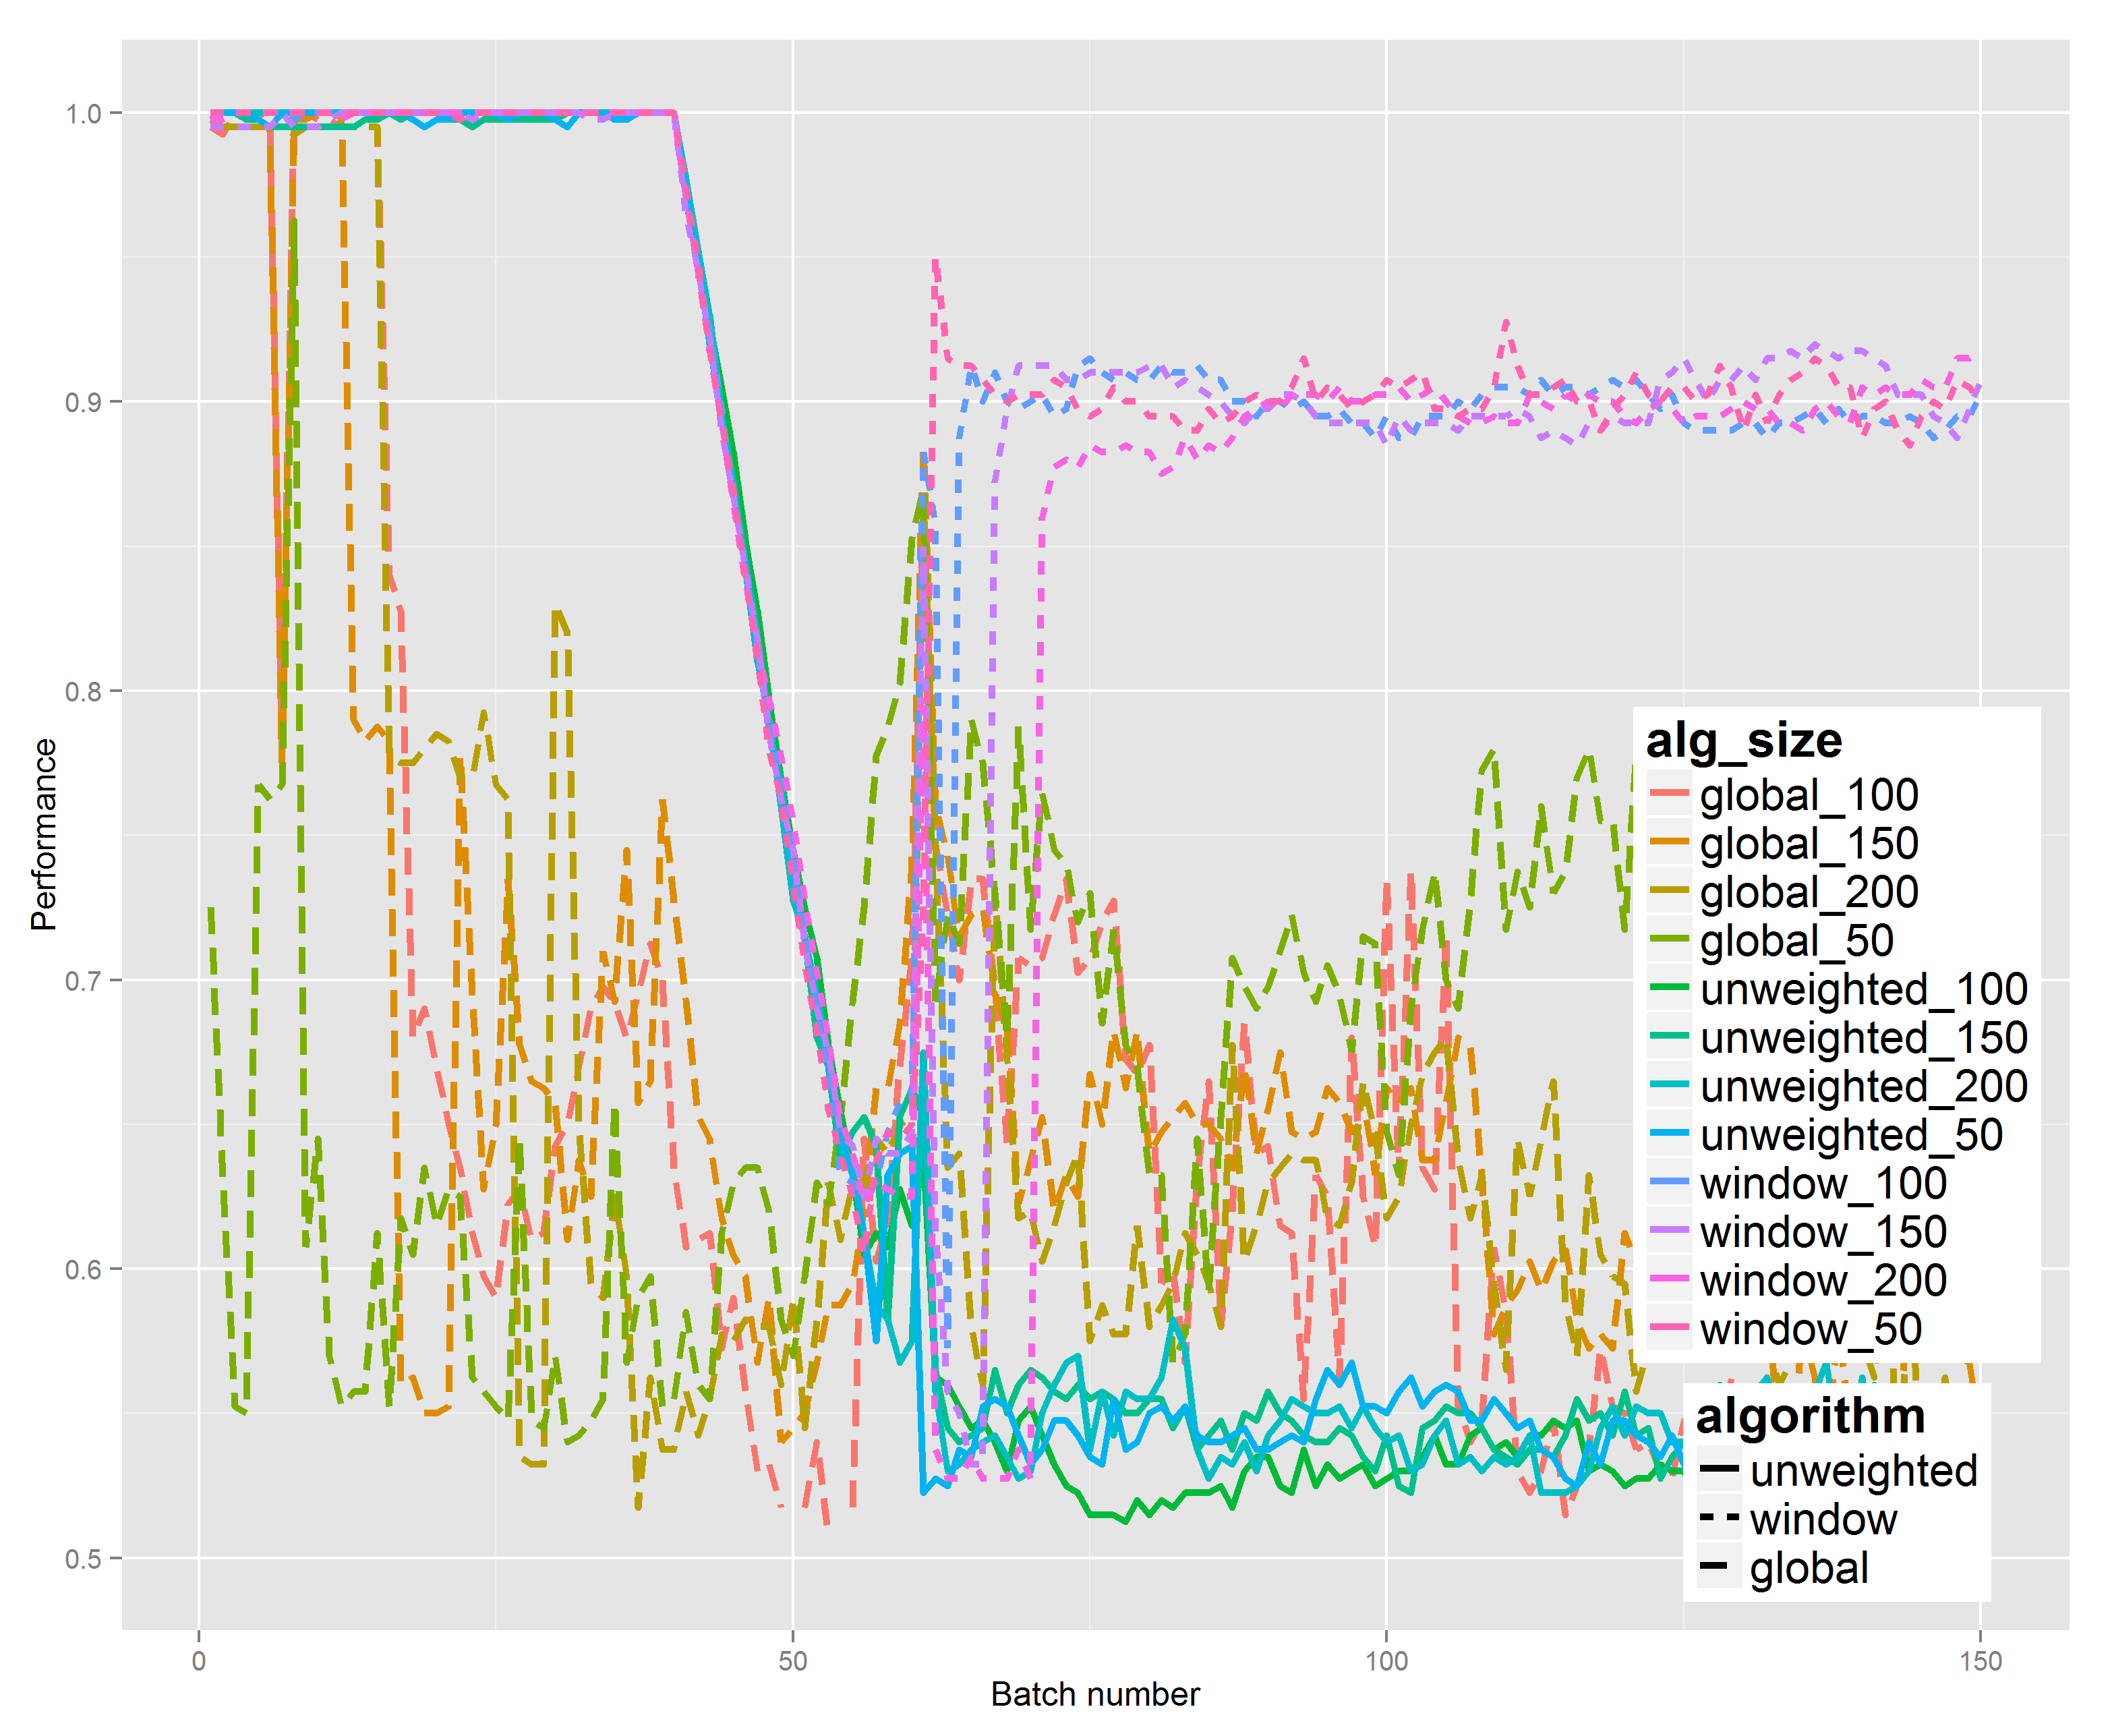 1.0
0.9
0.8
0.7
0.6
0.5
Performance
0
50
100
150
Batch number
alg_size
global_100
global_150
global_200
global_50
unweighted_100
unweighted_150
unweighted_200
unweighted_50
window_100
window_150
window_200
window_50
algorithm
unweighted
window
global